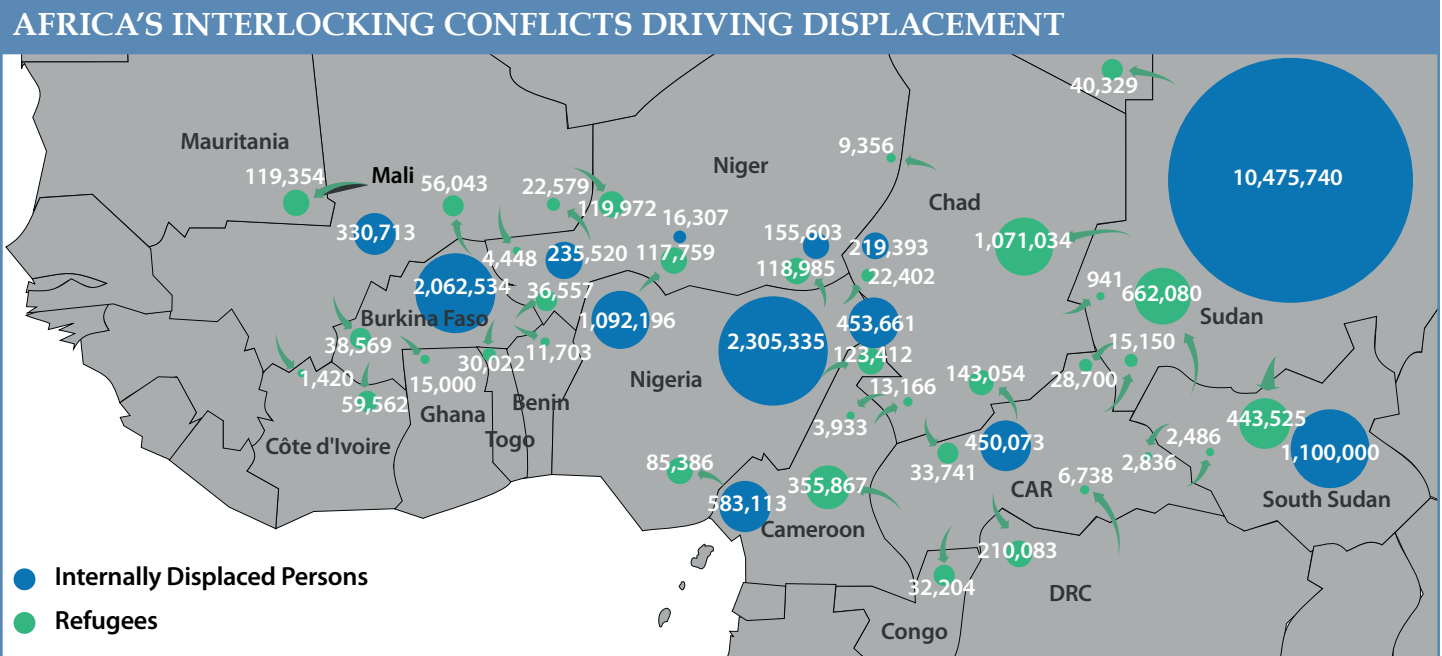 AFRICA'S INTERLOCKING CONFLICTS DRIVING DISPLACEMENT
40,329
Mauritania
9,356
Niger
119,354
Mali
56,043
22,579
10,475,740
Chad
119,972
16,307
330,713
155,603
219,393
1,071,034
4,448
235,520
117,759
118,985
22,402
2,062,534
36,557
941
662,080
Burkina Faso
1,092,196
453,661
Sudan
38,569
2,305,335
15,150
30,022
11,703
123,412
1,420
15,000
Nigeria
13,166
143,054
28,700
59,562
Ghana
Benin
3,933
443,525
Côte d'Ivoire
Togo
2,486
450,073
1,100,000
85,386
33,741
2,836
355,867
6,738
CAR
583,113
South Sudan
Cameroon
210,083
Internally Displaced Persons
32,204
DRC
Refugees
Congo